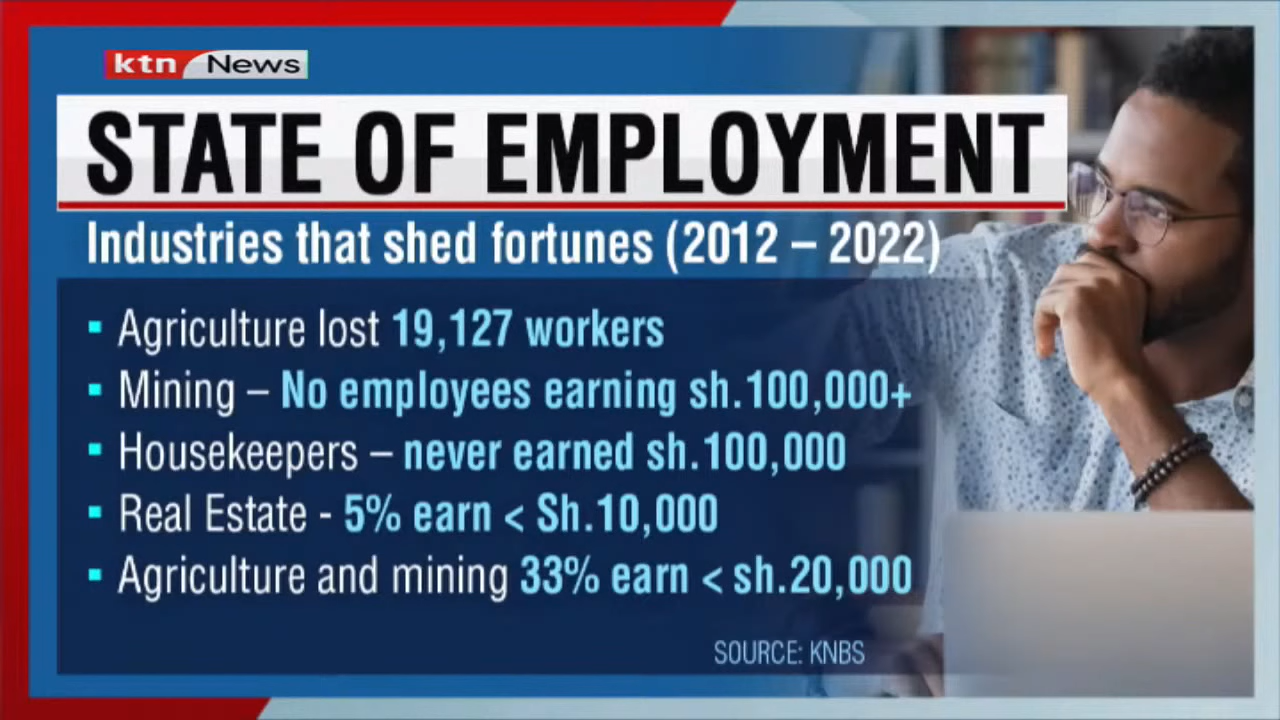 ktn News
STATE OF EMPLOYMENT
Industries that shed fortunes (2012 – 2022)
▪ Agriculture lost 19,127 workers
▪ Mining – No employees earning sh.100,000+
▪ Housekeepers – never earned sh.100,000
▪ Real Estate - 5% earn < Sh.10,000
▪ Agriculture and mining 33% earn < sh.20,000
SOURCE: KNBS